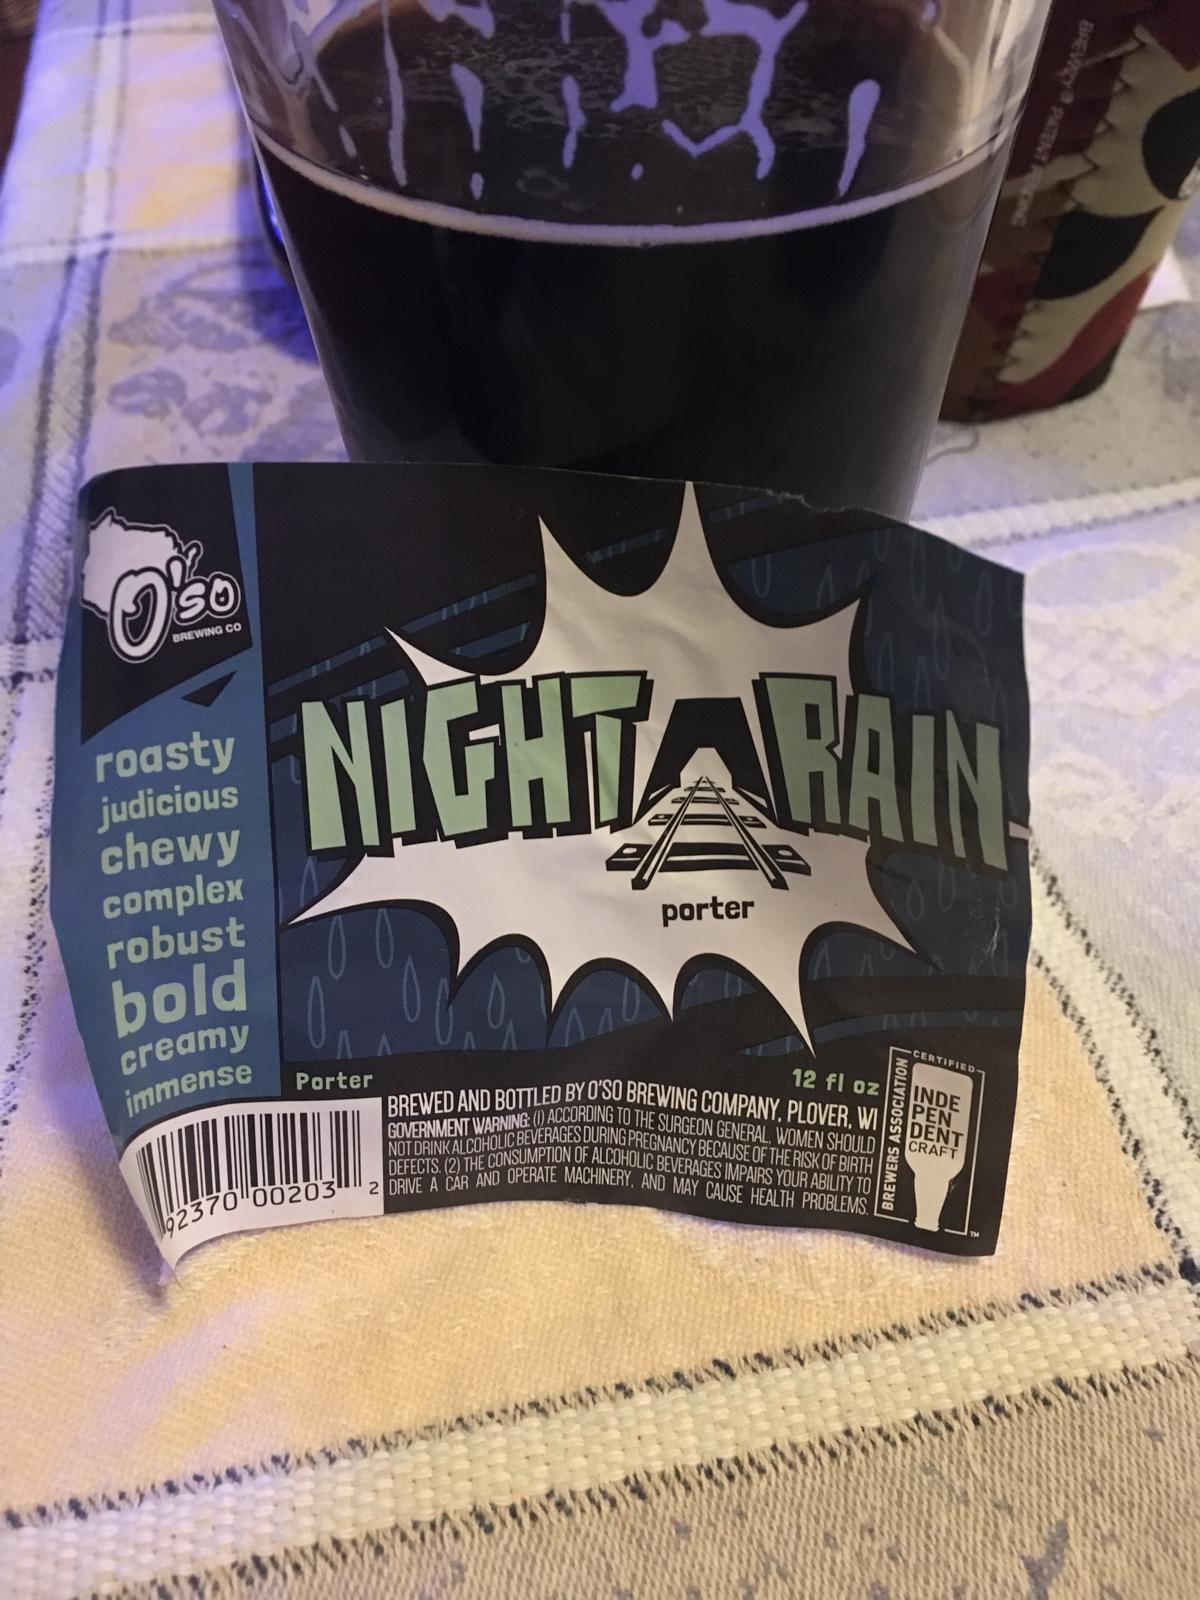 O'so
BREWING CO
roasty
judicious
chewy
complex
robust
bold
creamy
immense
NIGHT RAIN
porter
Porter
12 fl oz
BREWED AND BOTTLED BY O'SO BREWING COMPANY, PLOVER, WI
GOVERNMENT WARNING: (1) ACCORDING TO THE SURGEON GENERAL, WOMEN SHOULD
NOT DRINK ALCOHOLIC BEVERAGES DURING PREGNANCY BECAUSE OF THE RISK OF BIRTH
DEFECTS. (2) THE CONSUMPTION OF ALCOHOLIC BEVERAGES IMPAIRS YOUR ABILITY TO
DRIVE A CAR AND OPERATE MACHINERY, AND MAY CAUSE HEALTH PROBLEMS.
92370 00203 2
BREWERS ASSOCIATION
CERTIFIED
INDE
PEN
DENT
CRAFT
TM